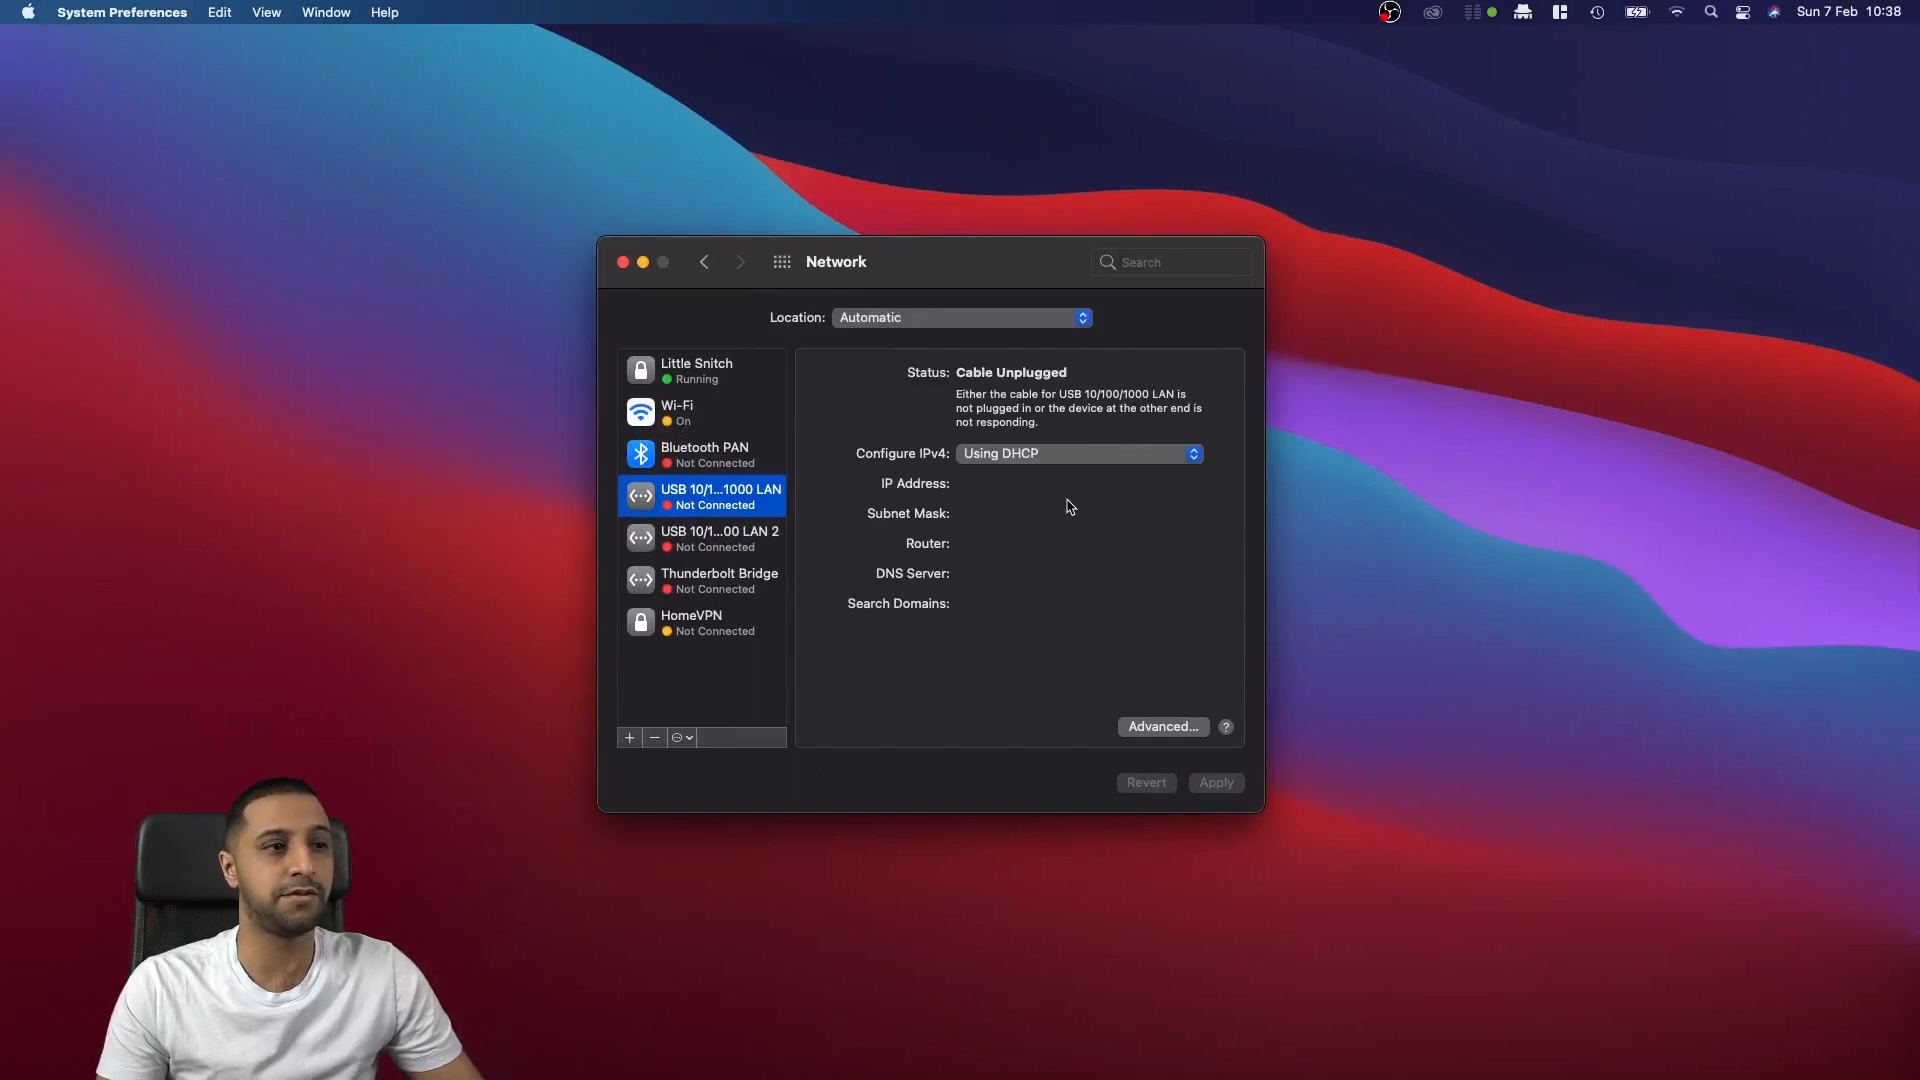 System Preferences Edit View Window Help
Sun 7 Feb 10:38
Network
Search
Location: Automatic
Little Snitch
Running
Wi-Fi
On
Bluetooth PAN
Not Connected
USB 10/1...1000 LAN
Not Connected
USB 10/1...00 LAN 2
Not Connected
Thunderbolt Bridge
Not Connected
HomeVPN
Not Connected
Status: Cable Unplugged
Either the cable for USB 10/100/1000 LAN is
not plugged in or the device at the other end is
not responding.
Configure IPv4: Using DHCP
IP Address:
Subnet Mask:
Router:
DNS Server:
Search Domains:
Advanced...
?
Revert
Apply